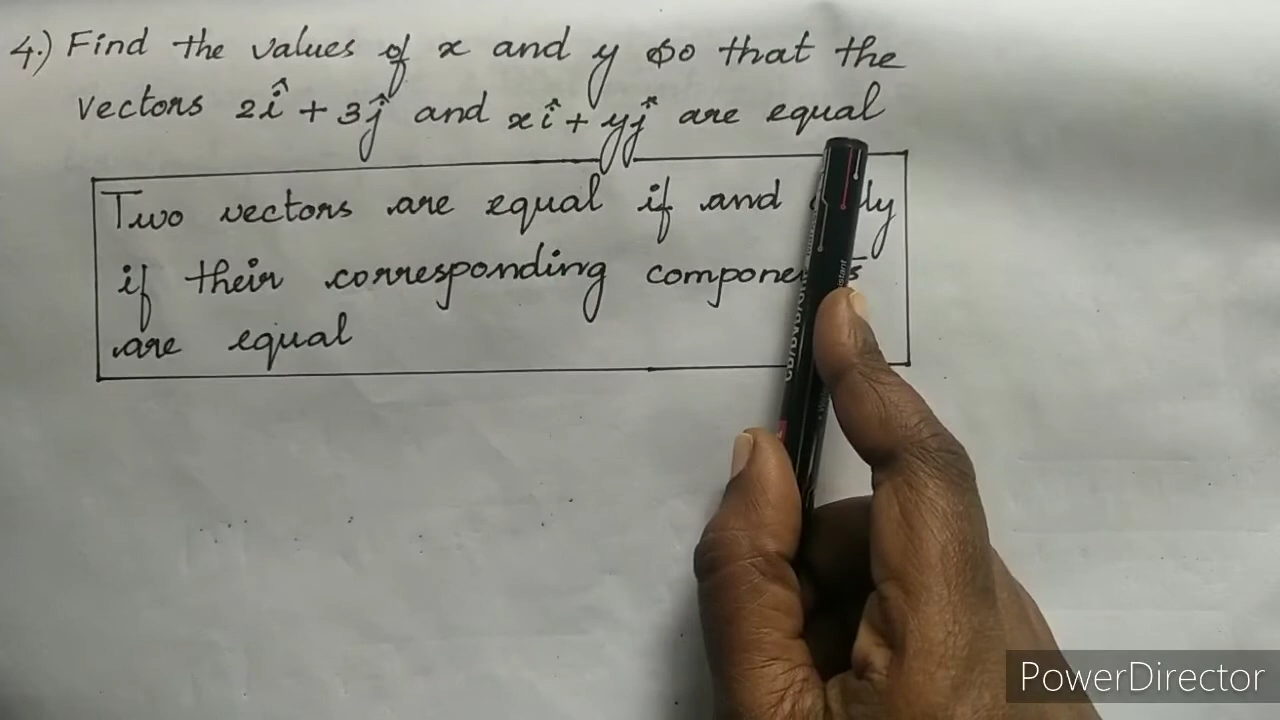 4.) Find the values of x and y so that the
vectors 2î + 3ĵ and xî + yĵ are equal
Two vectors are equal if and
if their corresponding
are equal
PowerDirector